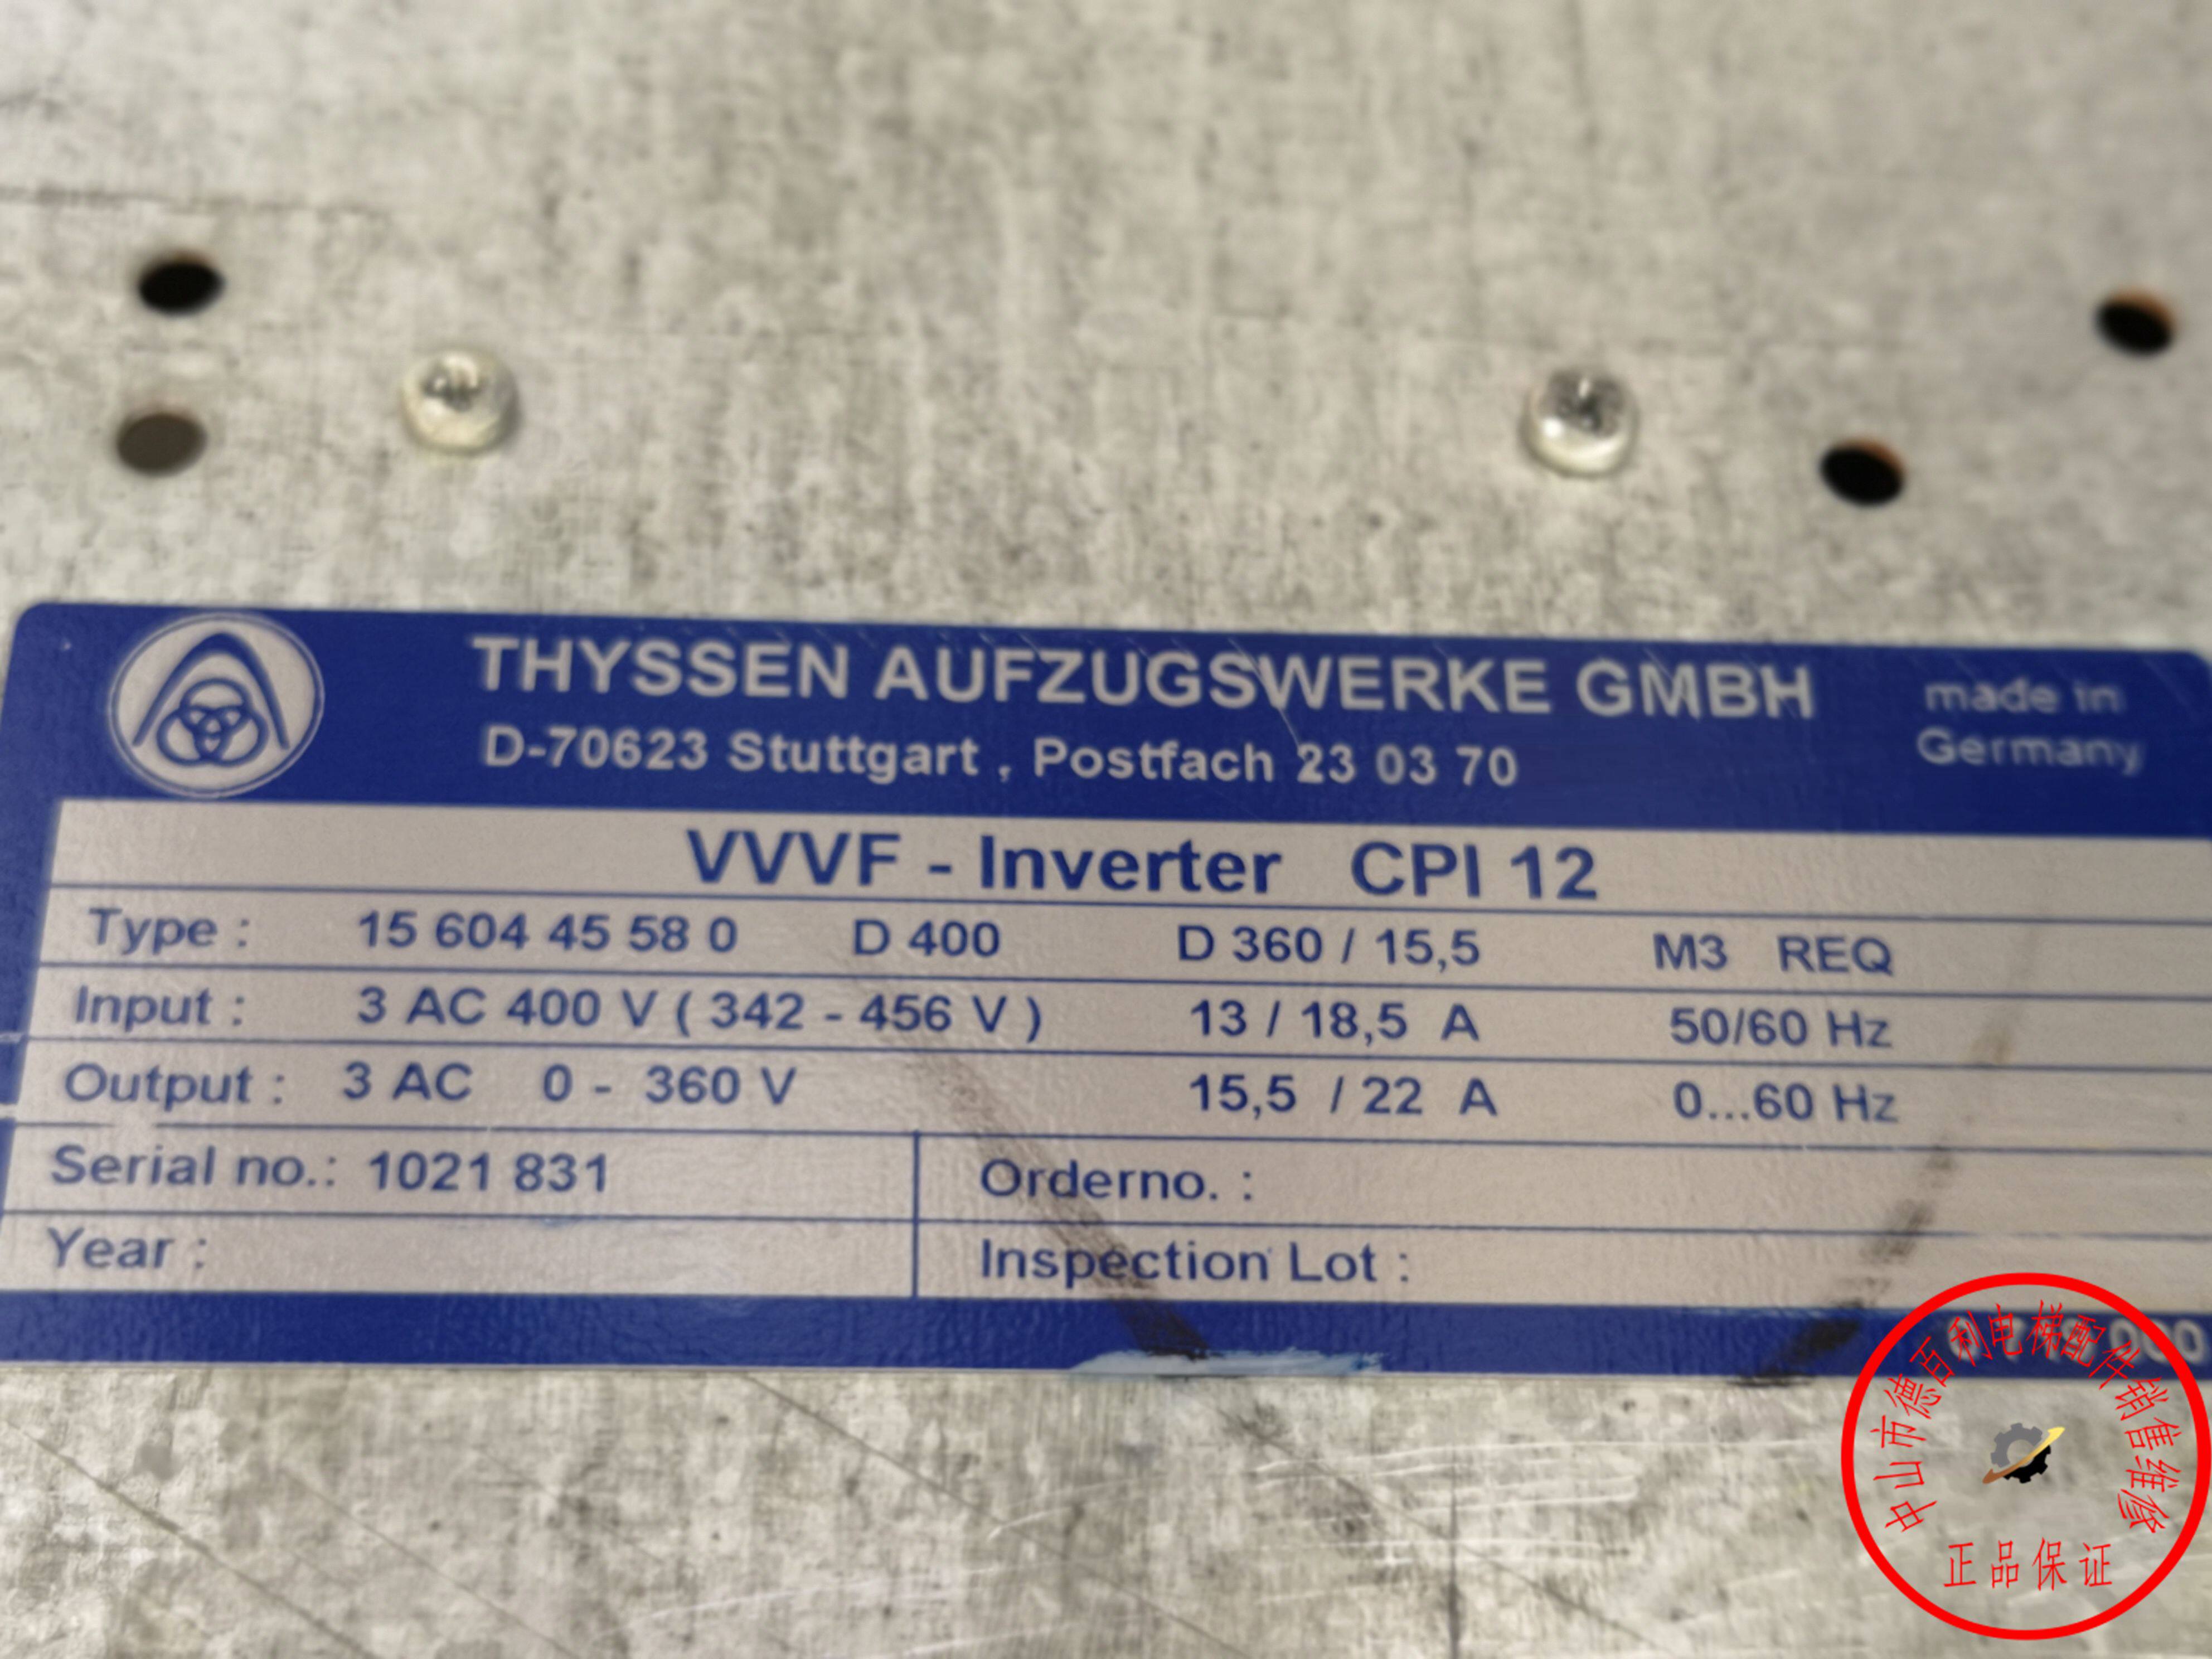 THYSSEN AUFZUGSWERKE GMBH
D-70623 Stuttgart , Postfach 23 03 70
made in
Germany
VVVF - Inverter CPI 12
Type : 15 604 45 58 0 D 400 D 360 / 15,5 M3 REQ
Input : 3 AC 400 V ( 342 - 456 V ) 13 / 18,5 A 50/60 Hz
Output : 3 AC 0 - 360 V 15,5 / 22 A 0...60 Hz
Serial no.: 1021 831 Orderno. :
Year : Inspection Lot :
中山市德百利电梯配件销售维修
正品保证